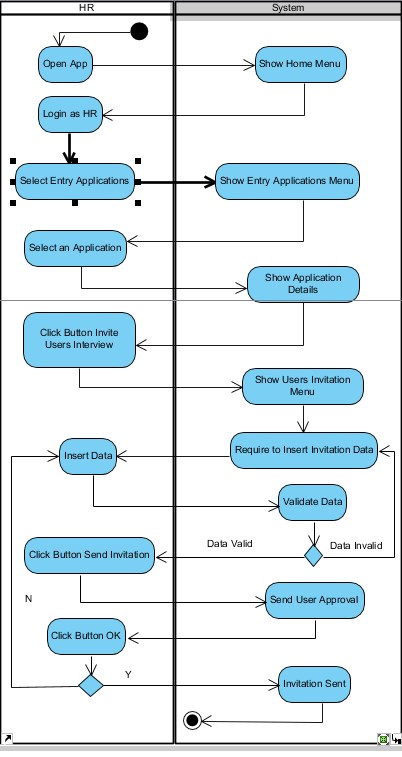 HR
System
Open App
Show Home Menu
Login as HR
Select Entry Applications
Show Entry Applications Menu
Select an Application
Show Application
Details
Click Button Invite
Users Interview
Show Users Invitation
Menu
Require to Insert Invitation Data
Insert Data
Validate Data
Data Valid
Data Invalid
Click Button Send Invitation
N
Send User Approval
Click Button OK
Y
Invitation Sent